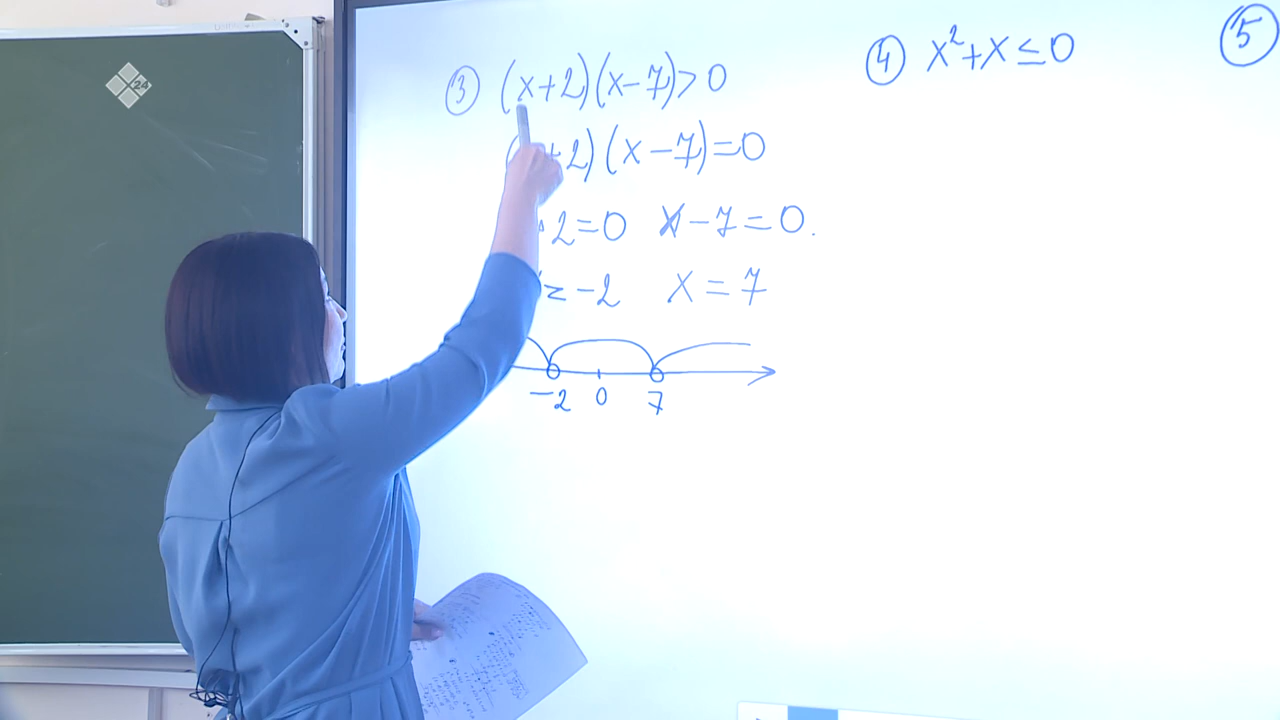 ③ (x+2)(x-7)>0
+2)(x-7)=0
2=0 x-7=0.
=-2 x=7
-2 0 7
④ x²+x≤0
⑤
x24